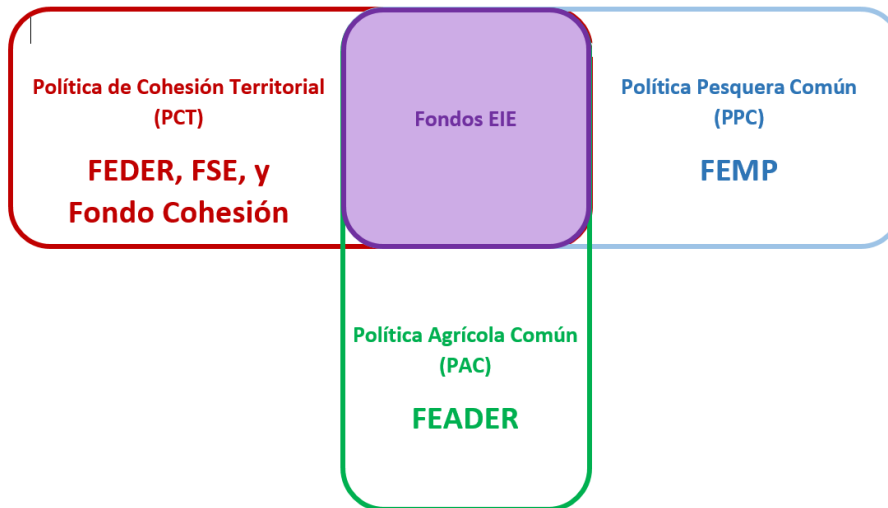 Política de Cohesión Territorial
(PCT)
FEDER, FSE, y
Fondo Cohesión
Fondos EIE
Política Pesquera Común
(PPC)
FEMP
Política Agrícola Común
(PAC)
FEADER